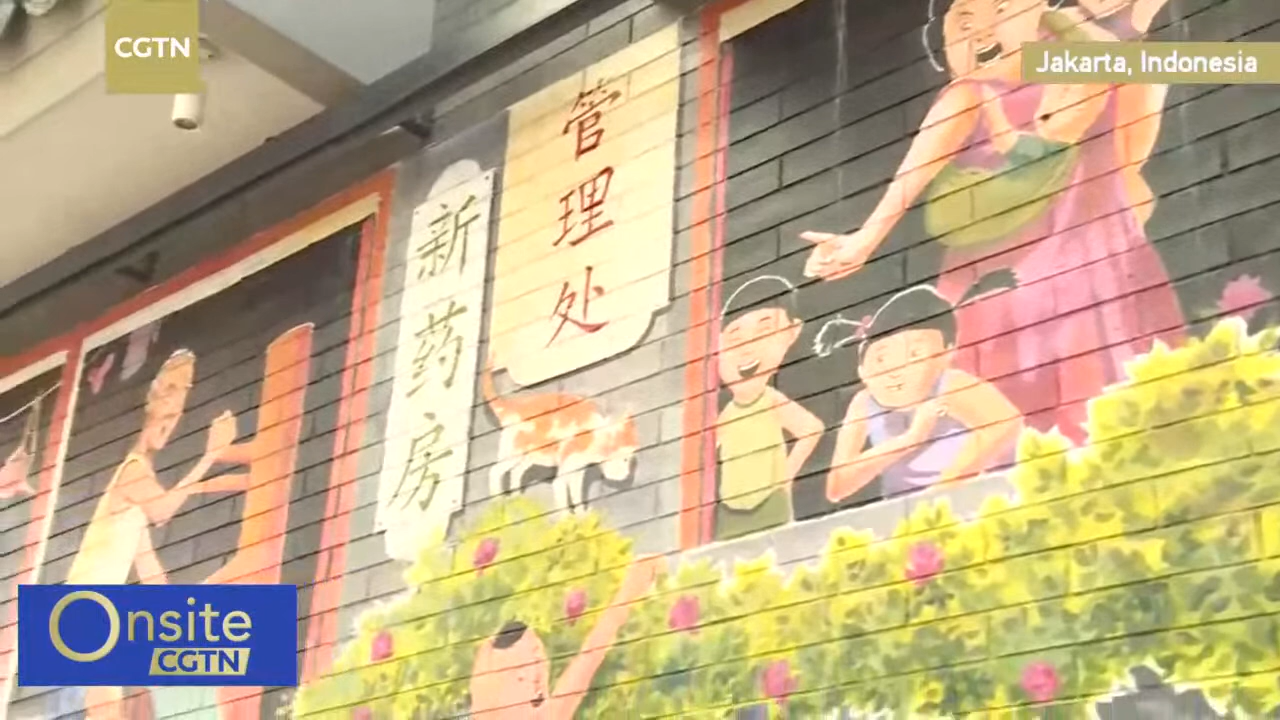 CGTN
Jakarta, Indonesia
管理处
新药房
Onsite
CGTN